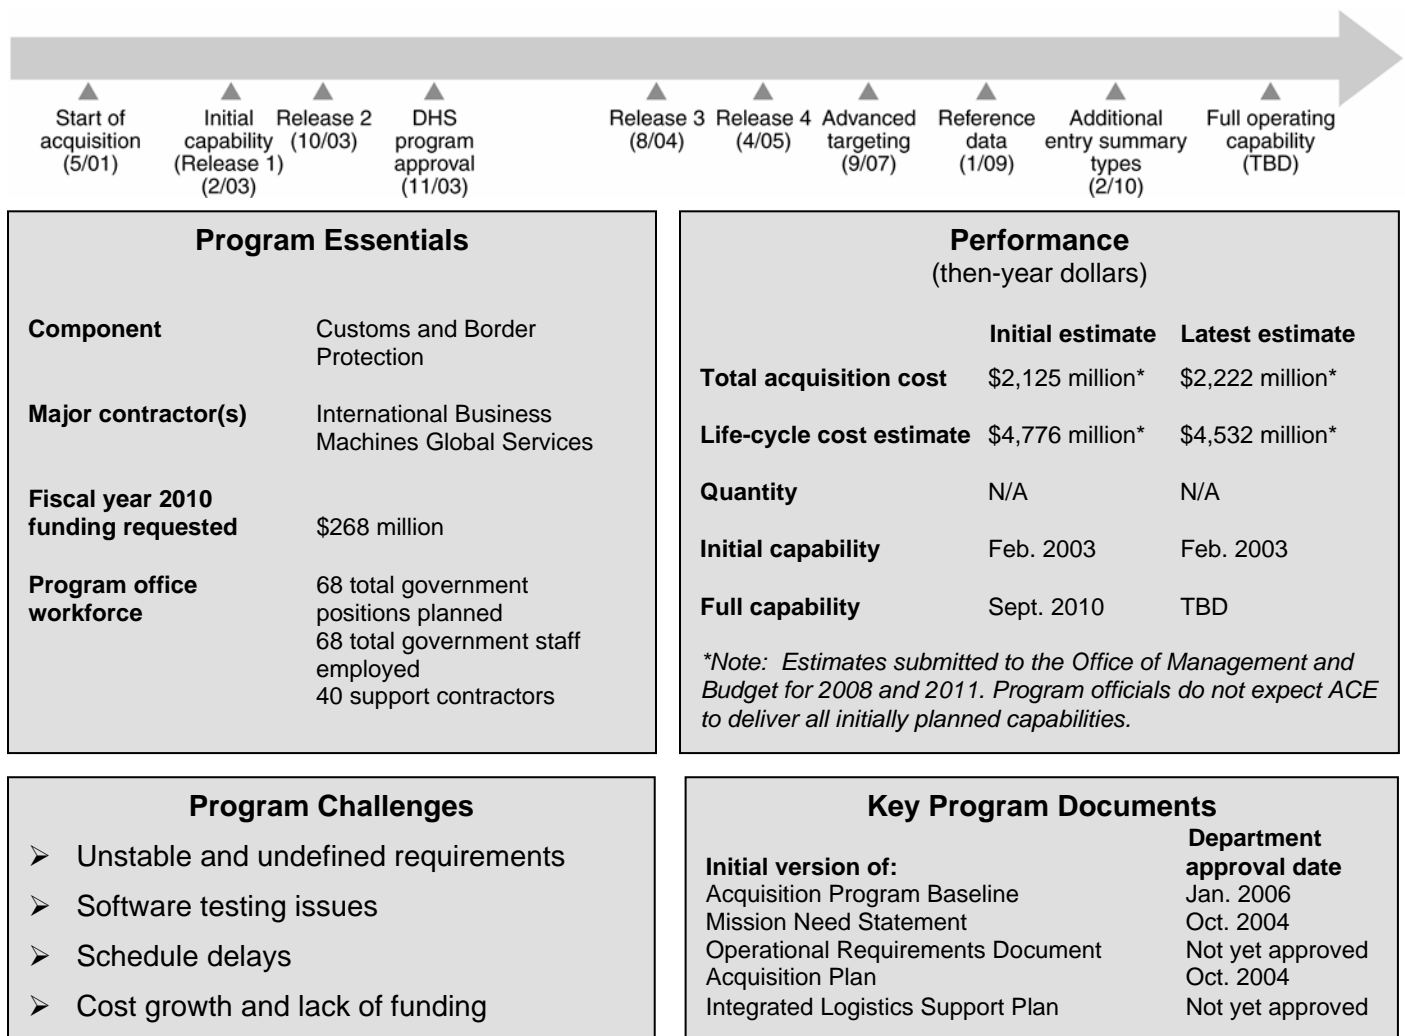 Start of acquisition (5/01)
Initial capability (Release 1) (2/03)
Release 2 (10/03)
DHS program approval (11/03)
Release 3 (8/04)
Release 4 (4/05)
Advanced targeting (9/07)
Reference data (1/09)
Additional entry summary types (2/10)
Full operating capability (TBD)
Program Essentials
Component Customs and Border
Protection
Major contractor(s) International Business
Machines Global Services
Fiscal year 2010
funding requested $268 million
Program office 68 total government
workforce positions planned
68 total government staff
employed
40 support contractors
Performance
(then-year dollars)
Initial estimate Latest estimate
Total acquisition cost $2,125 million* $2,222 million*
Life-cycle cost estimate $4,776 million* $4,532 million*
Quantity N/A N/A
Initial capability Feb. 2003 Feb. 2003
Full capability Sept. 2010 TBD
*Note: Estimates submitted to the Office of Management and
Budget for 2008 and 2011. Program officials do not expect ACE
to deliver all initially planned capabilities.
Program Challenges
➢ Unstable and undefined requirements
➢ Software testing issues
➢ Schedule delays
➢ Cost growth and lack of funding
Key Program Documents
Department
Initial version of: approval date
Acquisition Program Baseline Jan. 2006
Mission Need Statement Oct. 2004
Operational Requirements Document Not yet approved
Acquisition Plan Oct. 2004
Integrated Logistics Support Plan Not yet approved